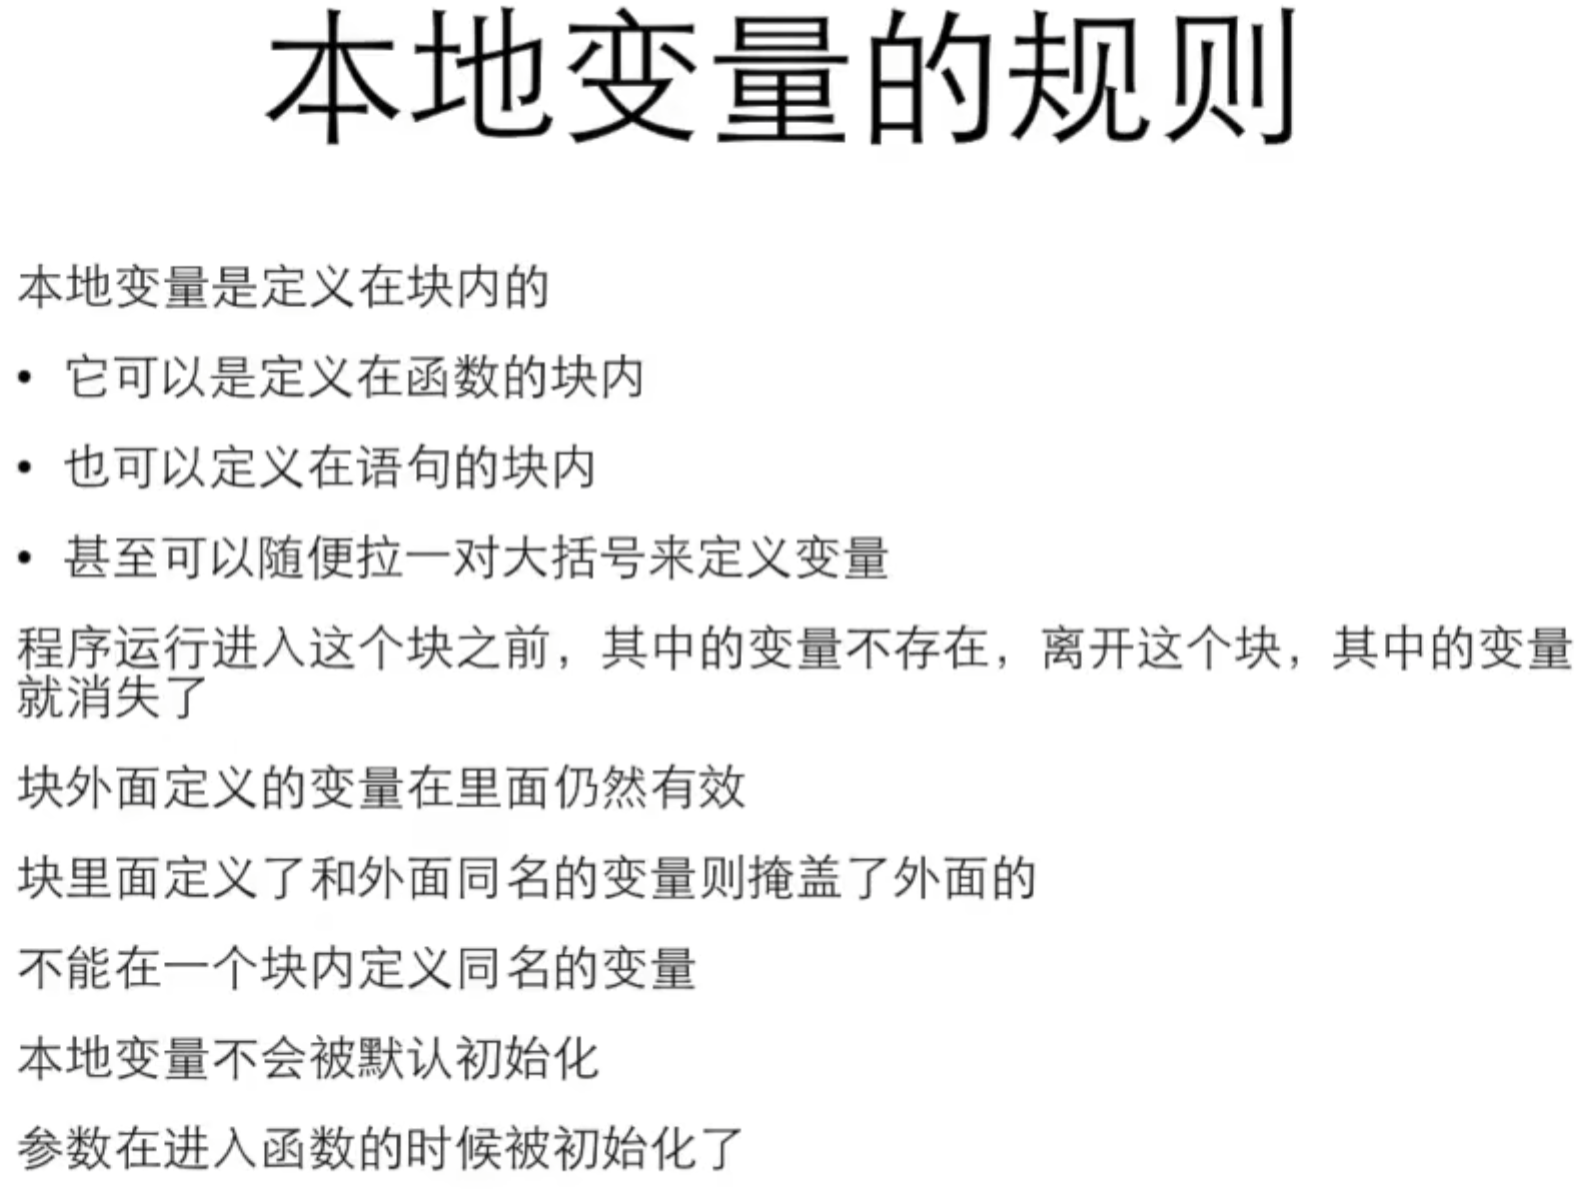 本地变量的规则
本地变量是定义在块内的
• 它可以是定义在函数的块内
• 也可以定义在语句的块内
• 甚至可以随便拉一对大括号来定义变量
程序运行进入这个块之前，其中的变量不存在，离开这个块，其中的变量
就消失了
块外面定义的变量在里面仍然有效
块里面定义了和外面同名的变量则掩盖了外面的
不能在一个块内定义同名的变量
本地变量不会被默认初始化
参数在进入函数的时候被初始化了